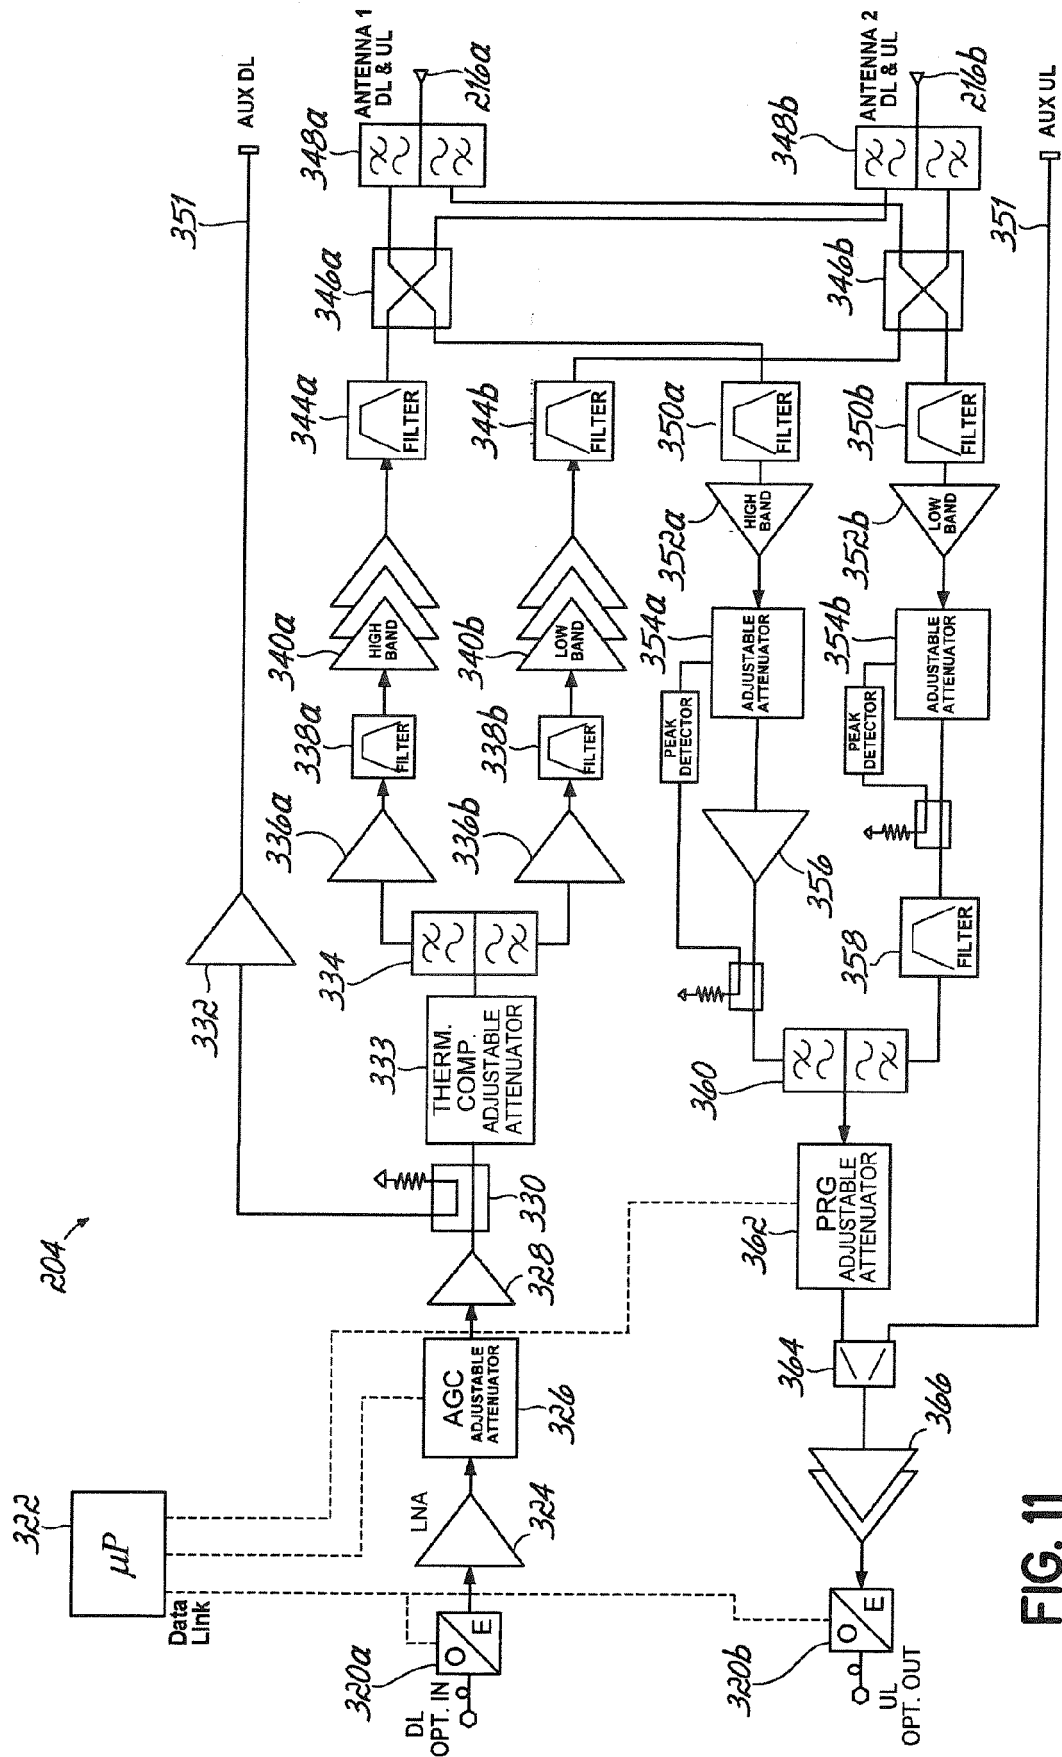 204
322
µP
Data
Link
320a
O
E
DL
OPT. IN
LNA
324
AGC
ADJUSTABLE
ATTENUATOR
326
328
330
332
351
AUX DL
THERM.
COMP.
ADJUSTABLE
ATTENUATOR
333
334
336a
338a
FILTER
340a
HIGH
BAND
344a
FILTER
346a
348a
ANTENNA 1
DL & UL
216a
336b
338b
FILTER
340b
LOW
BAND
344b
FILTER
350a
FILTER
352a
HIGH
BAND
354a
ADJUSTABLE
ATTENUATOR
PEAK
DETECTOR
356
346b
348b
ANTENNA 2
DL & UL
216b
350b
FILTER
352b
LOW
BAND
354b
ADJUSTABLE
ATTENUATOR
PEAK
DETECTOR
358
FILTER
360
362
PRG
ADJUSTABLE
ATTENUATOR
364
366
351
AUX UL
320b
O
E
UL
OPT. OUT
FIG. 11